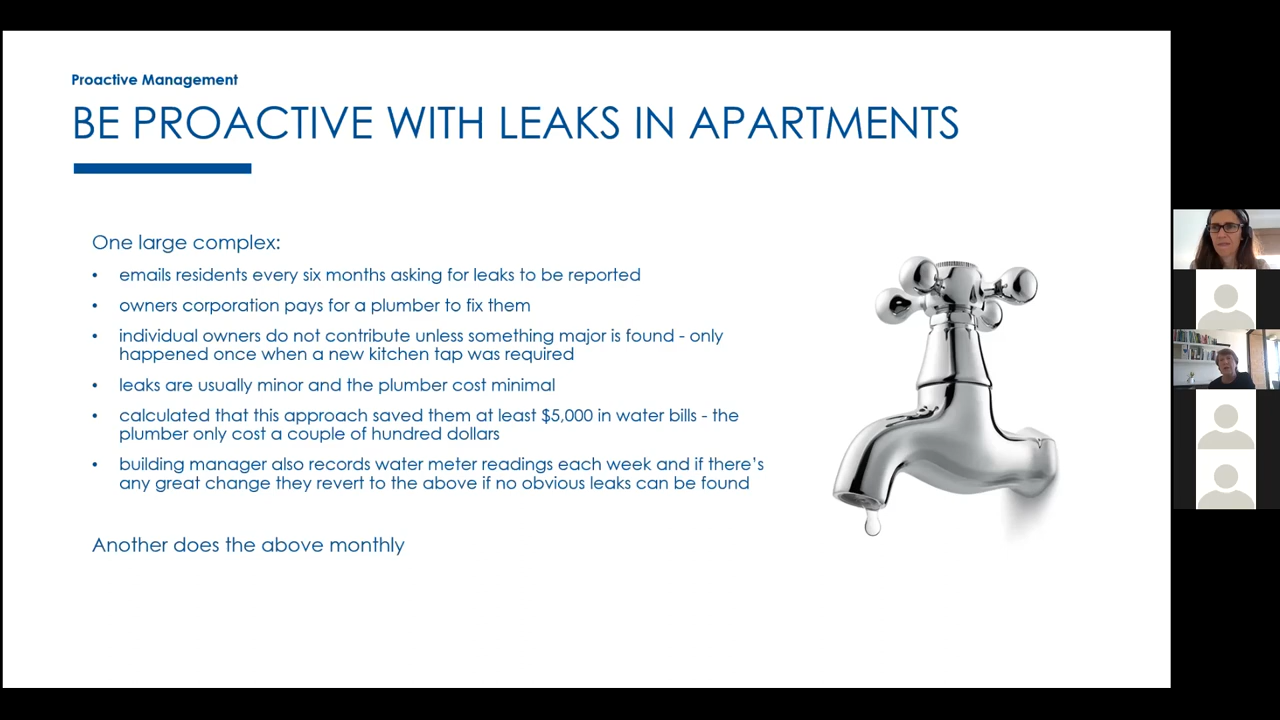 Proactive Management
BE PROACTIVE WITH LEAKS IN APARTMENTS
One large complex:
• emails residents every six months asking for leaks to be reported
• owners corporation pays for a plumber to fix them
• individual owners do not contribute unless something major is found - only
happened once when a new kitchen tap was required
• leaks are usually minor and the plumber cost minimal
• calculated that this approach saved them at least $5,000 in water bills - the
plumber only cost a couple of hundred dollars
• building manager also records water meter readings each week and if there’s
any great change they revert to the above if no obvious leaks can be found
Another does the above monthly